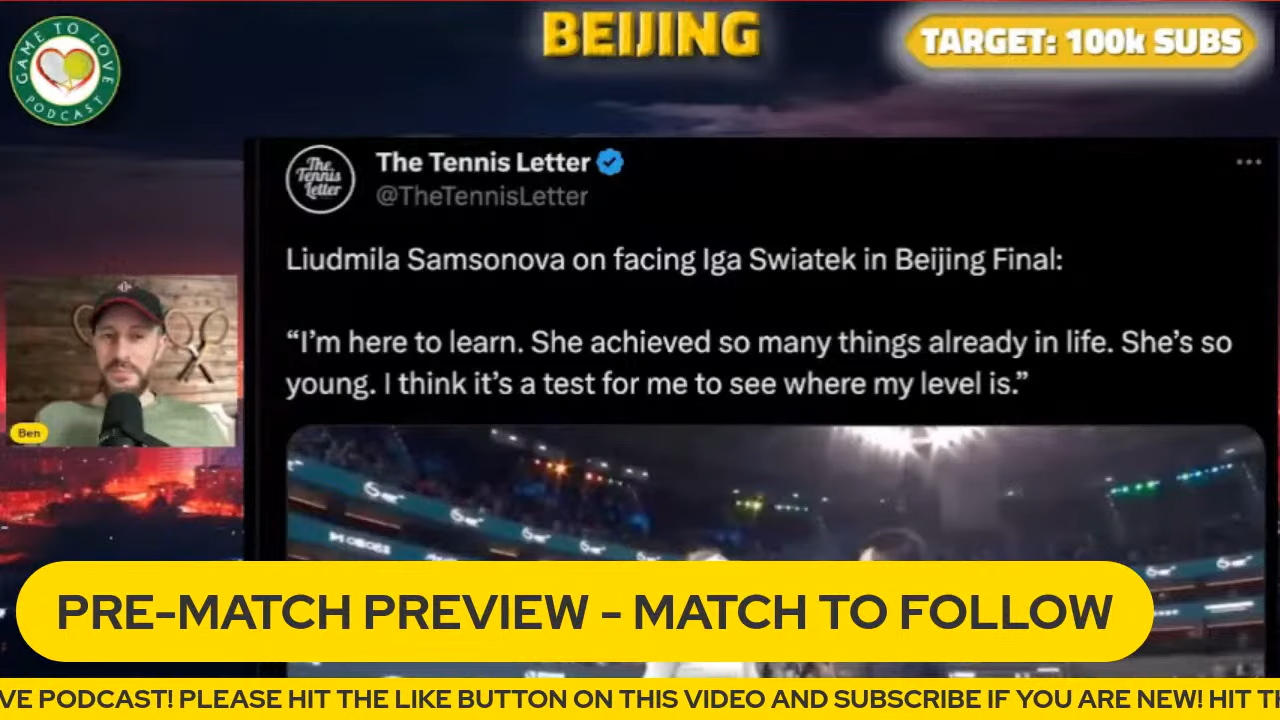 GAME TO LOVE
PODCAST
BEIJING
TARGET: 100k SUBS
The
Tennis
Letter
The Tennis Letter
@TheTennisLetter
Liudmila Samsonova on facing Iga Swiatek in Beijing Final:
“I’m here to learn. She achieved so many things already in life. She’s so
young. I think it’s a test for me to see where my level is.”
Ben
PRE-MATCH PREVIEW - MATCH TO FOLLOW
VE PODCAST! PLEASE HIT THE LIKE BUTTON ON THIS VIDEO AND SUBSCRIBE IF YOU ARE NEW! HIT